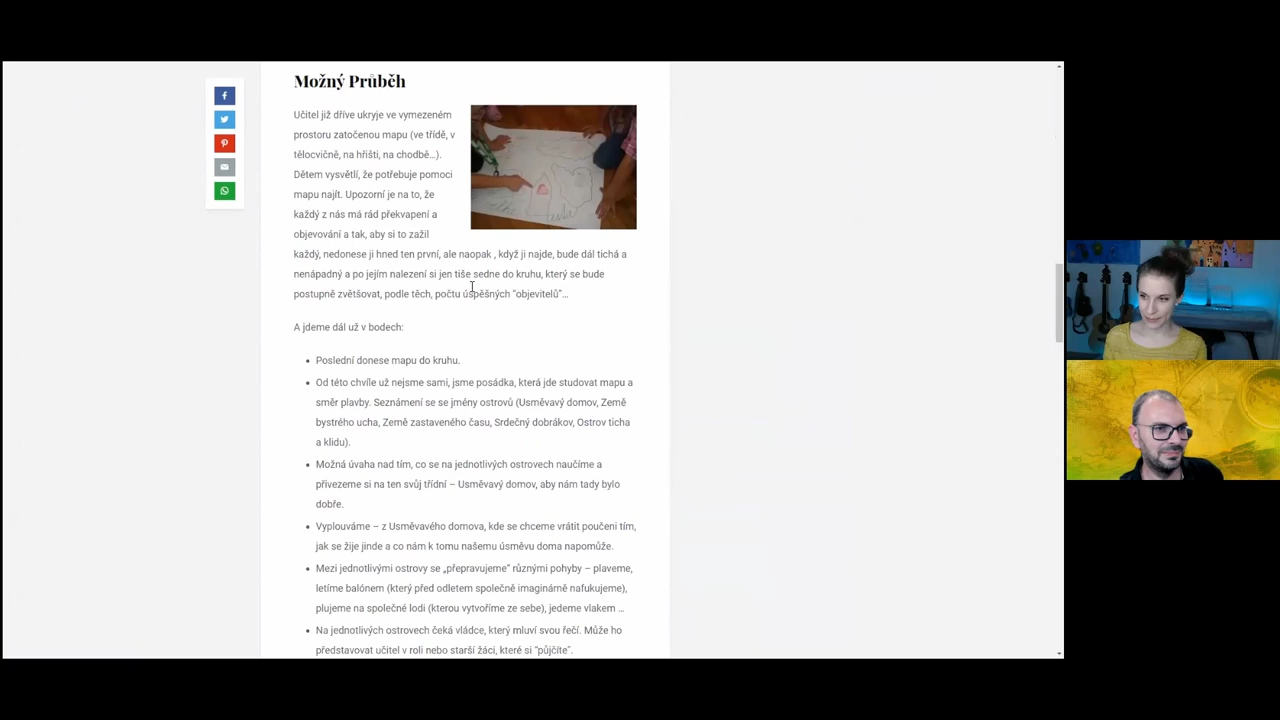 Možný Průběh
Učitel již dříve ukryje ve vymezeném
prostoru zatočenou mapu (ve třídě, v
tělocvičně, na hřišti, na chodbě…).
Dětem vysvětlí, že potřebuje pomoci
mapu najít. Upozorní je na to, že
každý z nás má rád překvapení a
objevování a tak, aby si to zažil
každý, nedonese ji hned ten první, ale naopak , když ji najde, bude dál tichá a
nenápadný a po jejím nalezení si jen tiše sedne do kruhu, který se bude
postupně zvětšovat, podle těch, počtu úspěšných “objevitelů”…
A jdeme dál už v bodech:
Poslední donese mapu do kruhu.
Od této chvíle už nejsme sami, jsme posádka, která jde studovat mapu a
směr plavby. Seznámení se se jmény ostrovů (Usměvavý domov, Země
bystrého ucha, Země zastaveného času, Srdečný dobrákov, Ostrov ticha
a klidu).
Možná úvaha nad tím, co se na jednotlivých ostrovech naučíme a
přivezeme si na ten svůj třídní – Usměvavý domov, aby nám tady bylo
dobře.
Vyplouváme – z Usměvavého domova, kde se chceme vrátit poučeni tím,
jak se žije jinde a co nám k tomu našemu úsměvu doma napomůže.
Mezi jednotlivými ostrovy se „přepravujeme” různými pohyby – plaveme,
letíme balónem (který před odletem společně imaginárně nafukujeme),
plujeme na společné lodi (kterou vytvoříme ze sebe), jedeme vlakem …
Na jednotlivých ostrovech čeká vládce, který mluví svou řečí. Může ho
představovat učitel v roli nebo starší žáci, které si “půjčíte”.